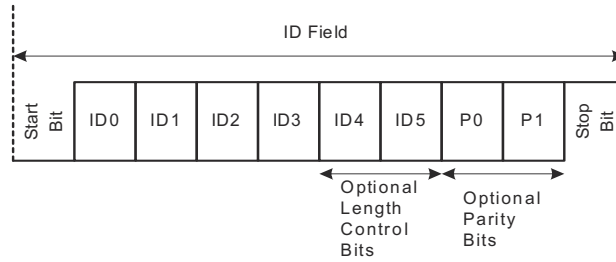 ID Field
Start
Bit
ID0
ID1
ID2
ID3
ID4
ID5
P0
P1
Stop
Bit
Optional
Length
Control
Bits
Optional
Parity
Bits